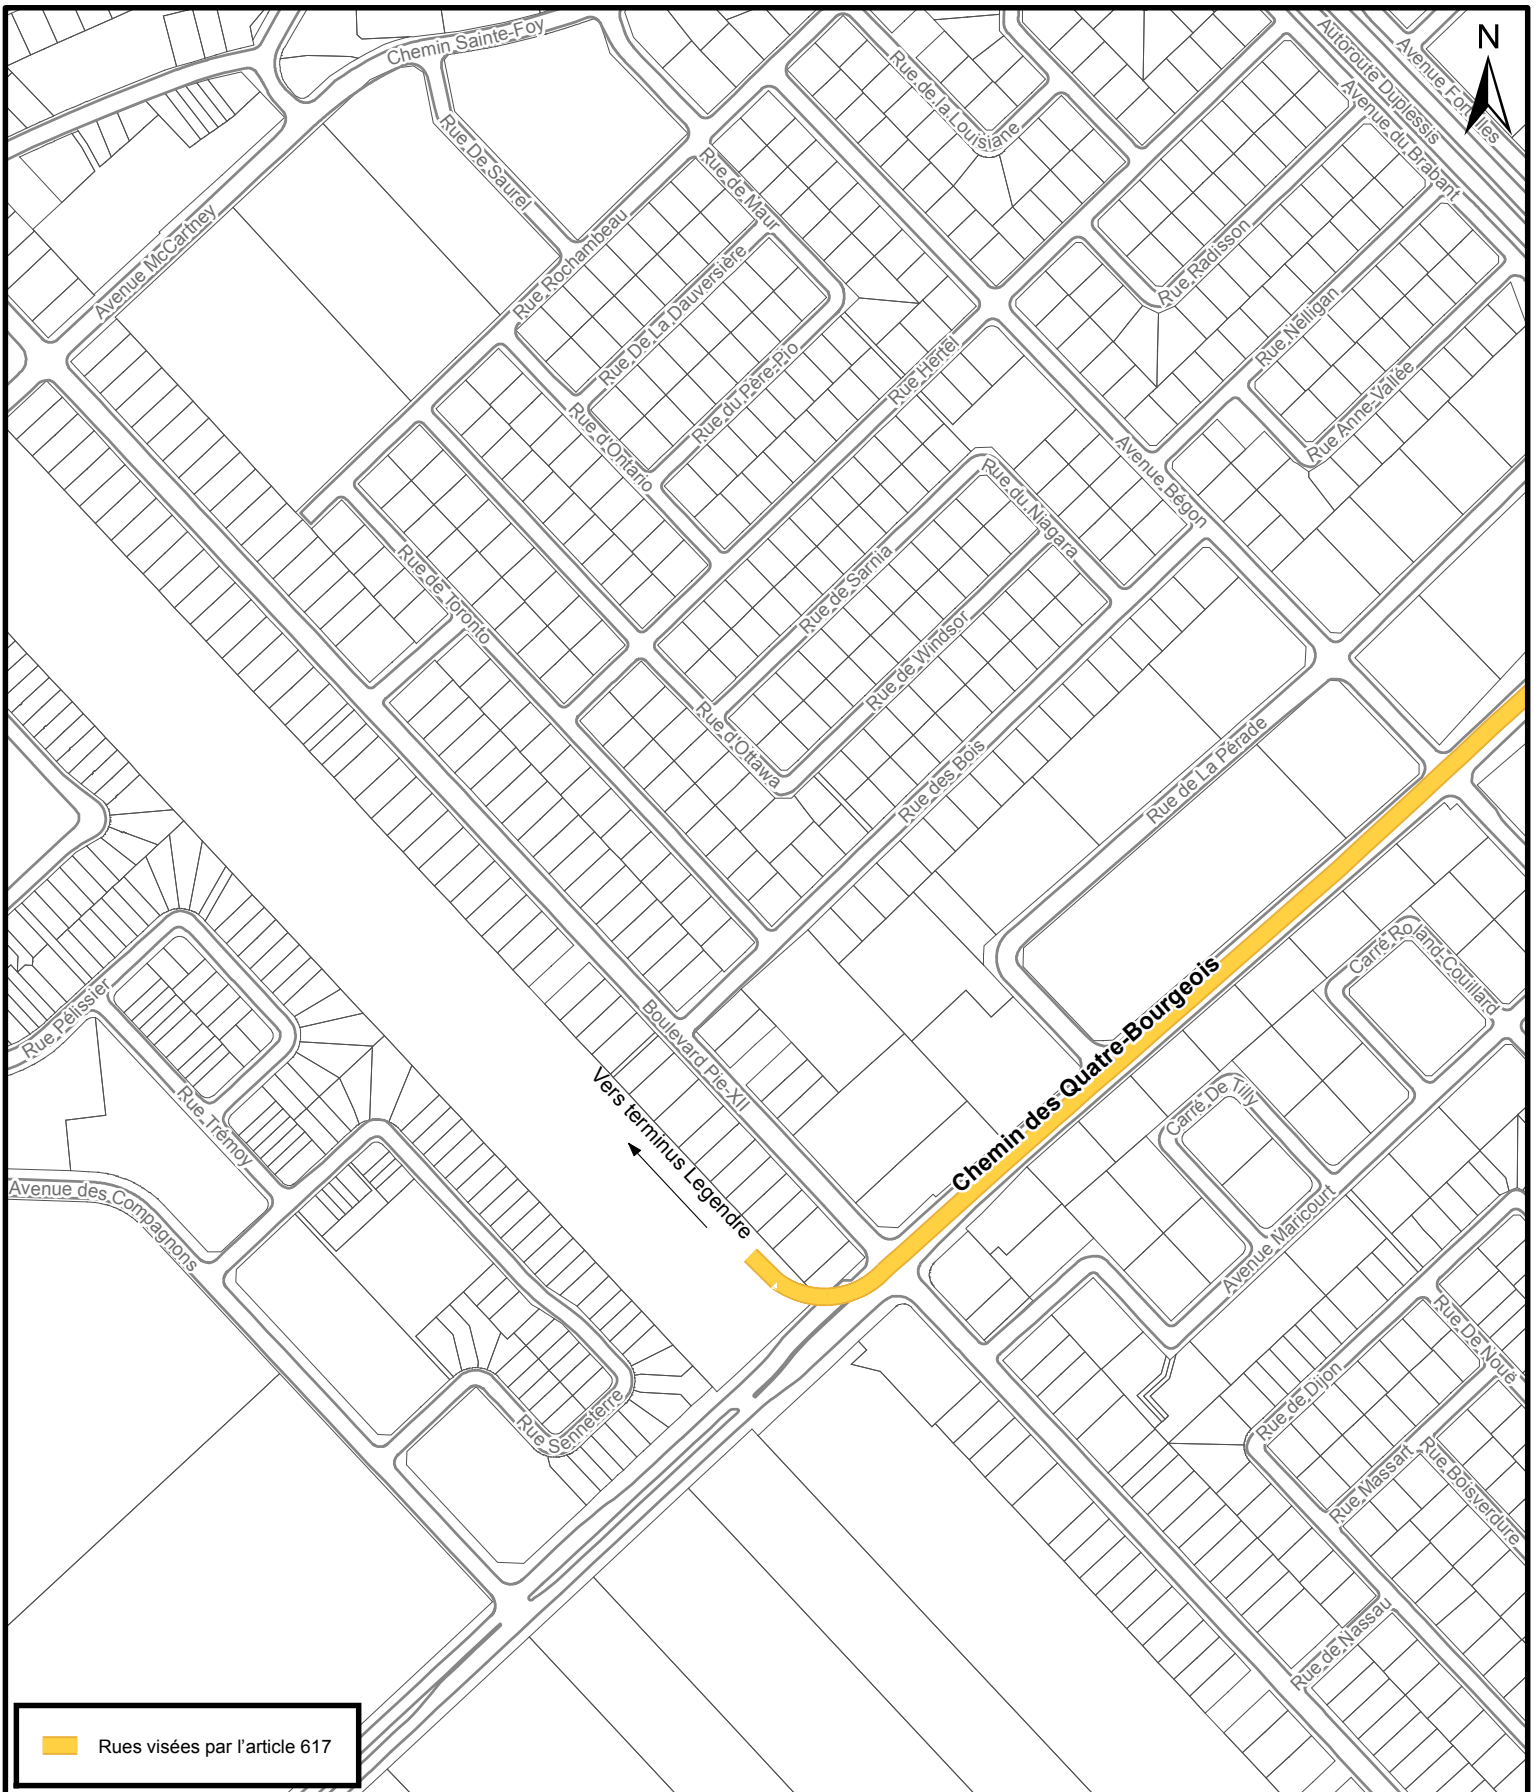 N
Chemin Sainte-Foy
Autoroute Duplessis
Avenue du Brabant
Rue de la Louisiane
Rue De Saurel
Rue de Maur
Avenue McCartney
Rue Rochambeau
Rue Radisson
Rue De La Dauversière
Rue Nelligan
Rue du Père-Pio
Rue Hertel
Rue Anne-Vallée
Rue d'Ontario
Avenue Bégon
Rue du Niagara
Rue de Toronto
Rue de Sarnia
Rue de Windsor
Rue d'Ottawa
Rue des Bois
Rue de La Pérade
Carré Roland-Couillard
Chemin des Quatre-Bourgeois
Rue Pélissier
Boulevard Pie-XII
Vers terminus Legendre
Carré De Tilly
Rue Trémoy
Avenue des Compagnons
Avenue Maricourt
Rue De Nouë
Rue de Dijon
Rue Senneterre
Rue Massart
Rue Boisverdure
Rue de Nassau
Rues visées par l'article 617